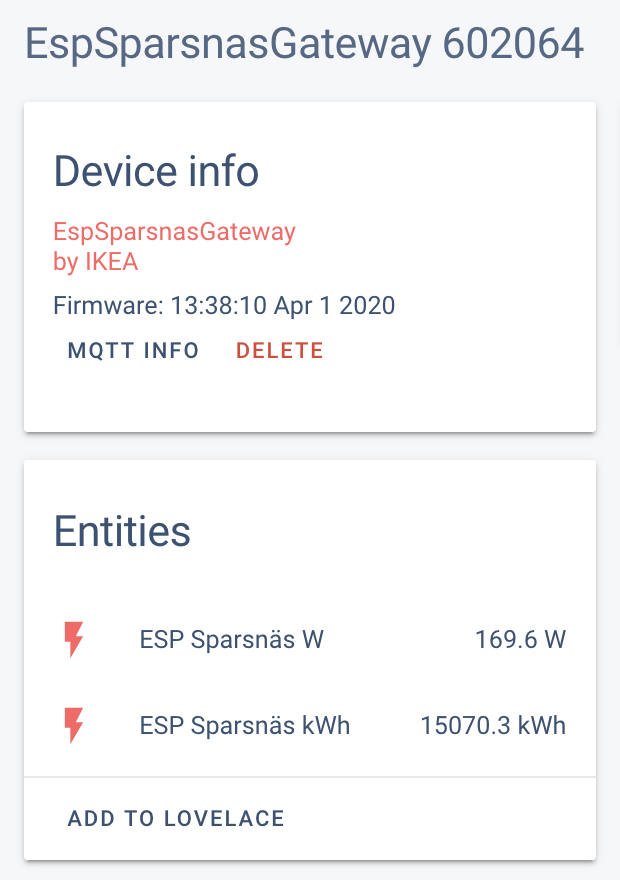 EspSparsnasGateway 602064
Device info
EspSparsnasGateway
by IKEA
Firmware: 13:38:10 Apr 1 2020
MQTT INFO DELETE
Entities
ESP Sparsnäs W 169.6 W
ESP Sparsnäs kWh 15070.3 kWh
ADD TO LOVELACE